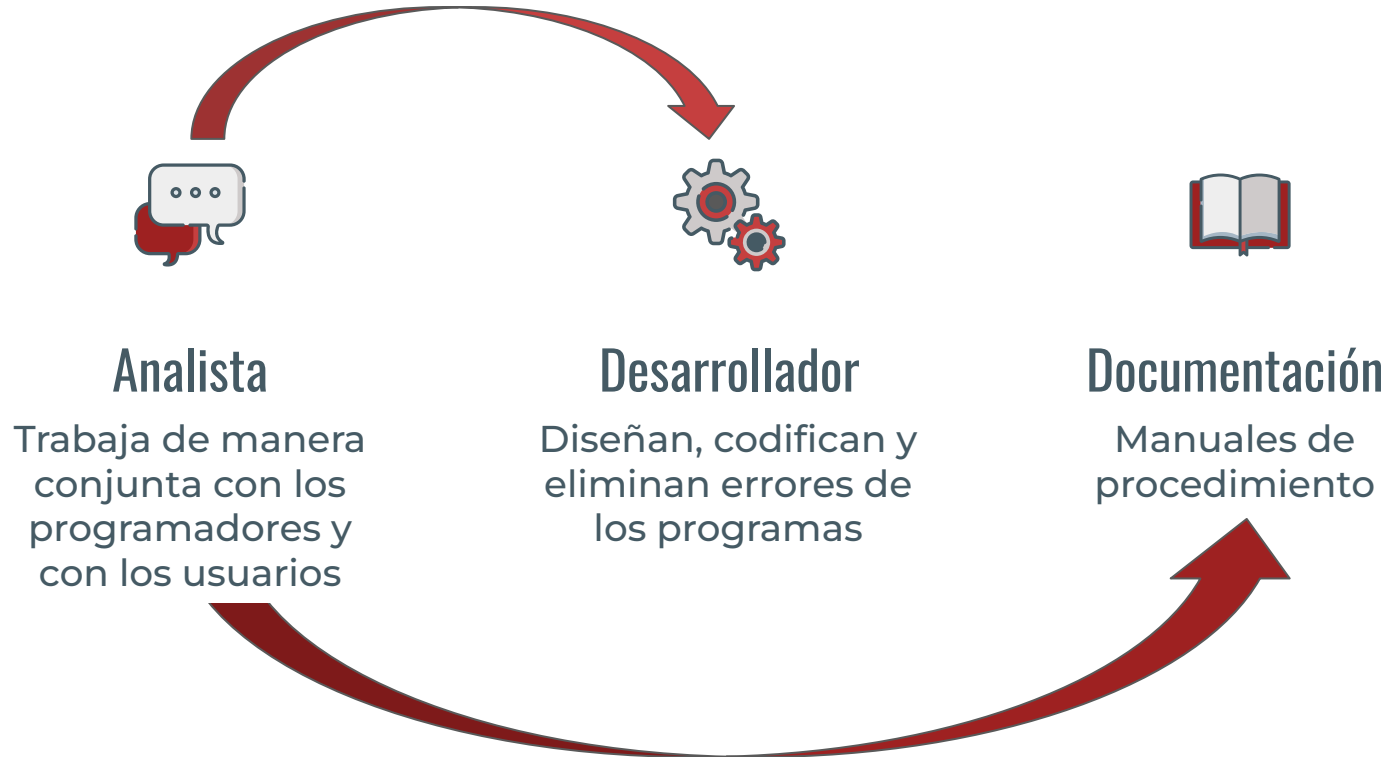 Analista
Trabaja de manera
conjunta con los
programadores y
con los usuarios
Desarrollador
Diseñan, codifican y
eliminan errores de
los programas
Documentación
Manuales de
procedimiento